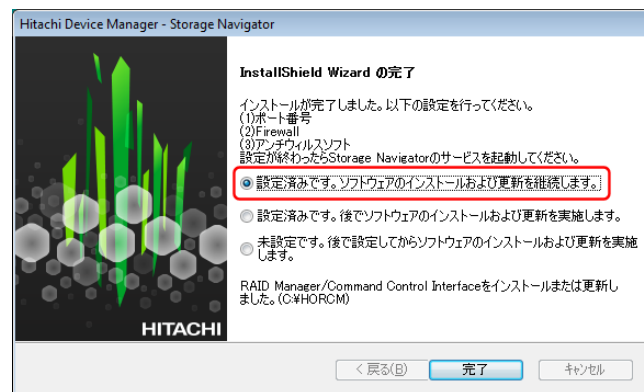 Hitachi Device Manager - Storage Navigator
InstallShield Wizard の完了
インストールが完了しました。以下の設定を行ってください。
(1)ポート番号
(2)Firewall
(3)アンチウィルスソフト
設定が終わったらStorage Navigatorのサービスを起動してください。
設定済みです。ソフトウェアのインストールおよび更新を継続します。
設定済みです。後でソフトウェアのインストールおよび更新を実施します。
未設定です。後で設定してからソフトウェアのインストールおよび更新を実施
します。
RAID Manager/Command Control Interfaceをインストールまたは更新し
ました。(C:¥HORCM)
HITACHI
< 戻る(B)
完了
キャンセル